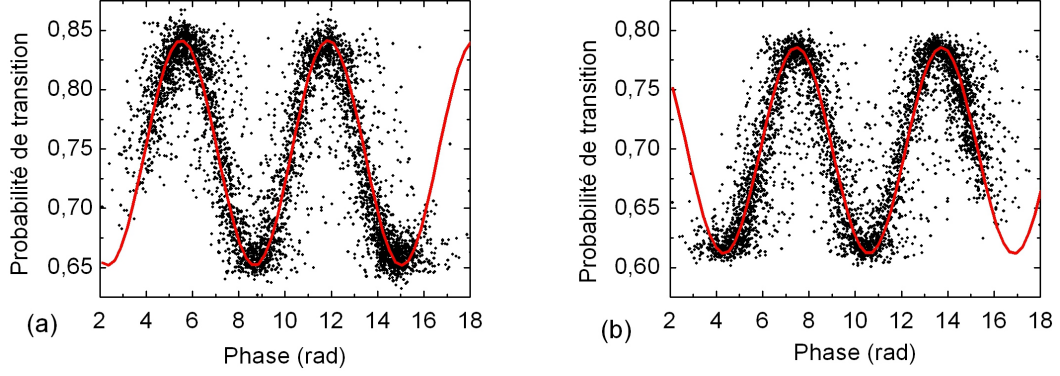 0,85
0,80
0,75
0,70
0,65
Probabilité de transition
2 4 6 8 10 12 14 16 18
Phase (rad)
(a)
0,80
0,75
0,70
0,65
0,60
Probabilité de transition
2 4 6 8 10 12 14 16 18
Phase (rad)
(b)